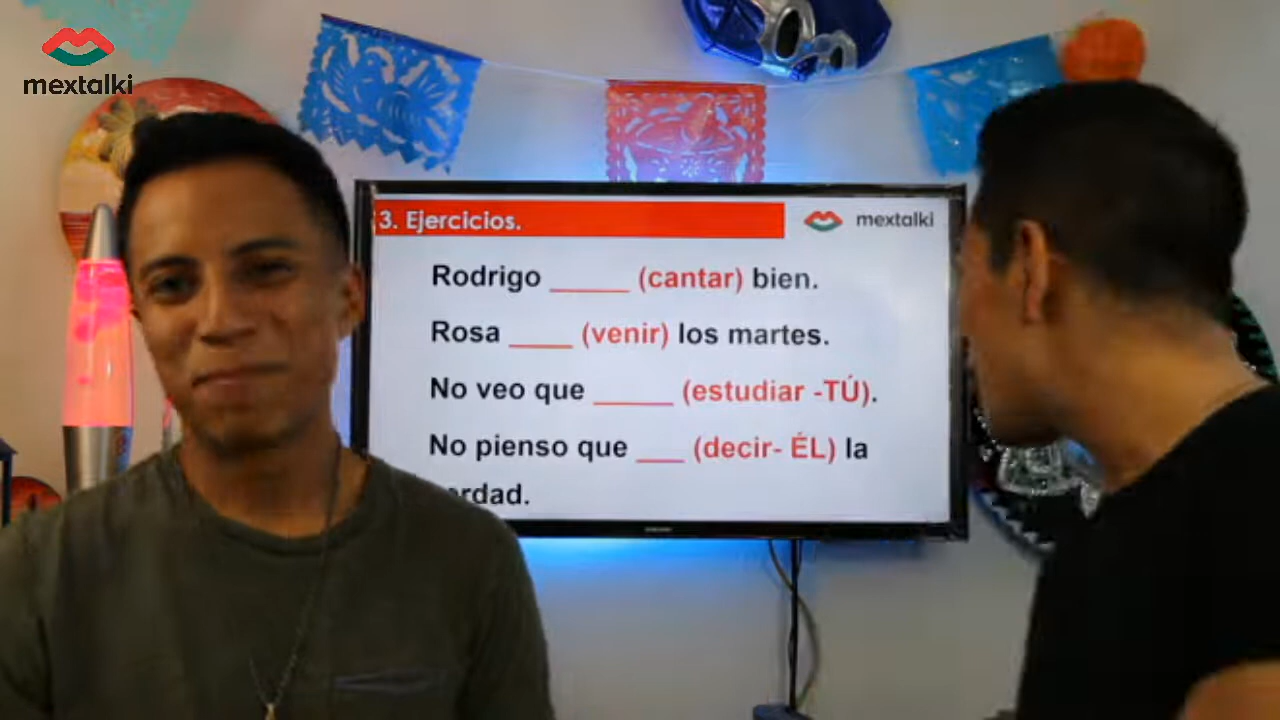 mextalki
3. Ejercicios.
mextalki
Rodrigo _____ (cantar) bien.
Rosa ____ (venir) los martes.
No veo que _____ (estudiar -TÚ).
No pienso que ___ (decir- ÉL) la
rdad.